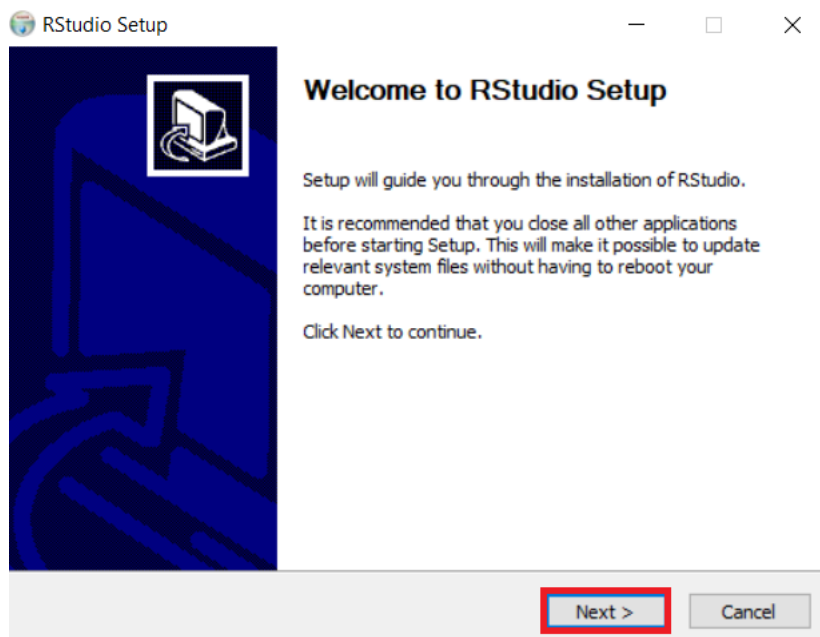 RStudio Setup
Welcome to RStudio Setup
Setup will guide you through the installation of RStudio.
It is recommended that you close all other applications
before starting Setup. This will make it possible to update
relevant system files without having to reboot your
computer.
Click Next to continue.
Next >
Cancel